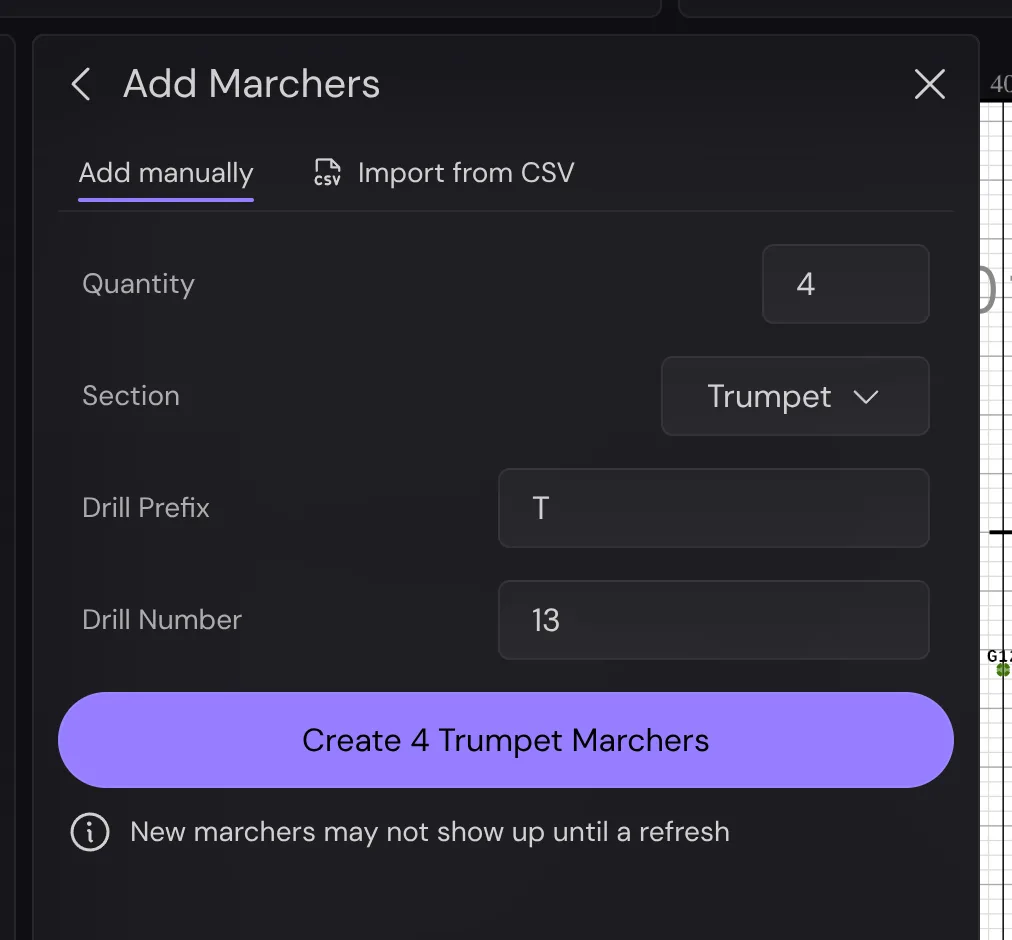 Add Marchers
40
Add manually
CSV
Import from CSV
Quantity
4
Section
Trumpet
Drill Prefix
T
Drill Number
13
Create 4 Trumpet Marchers
New marchers may not show up until a refresh